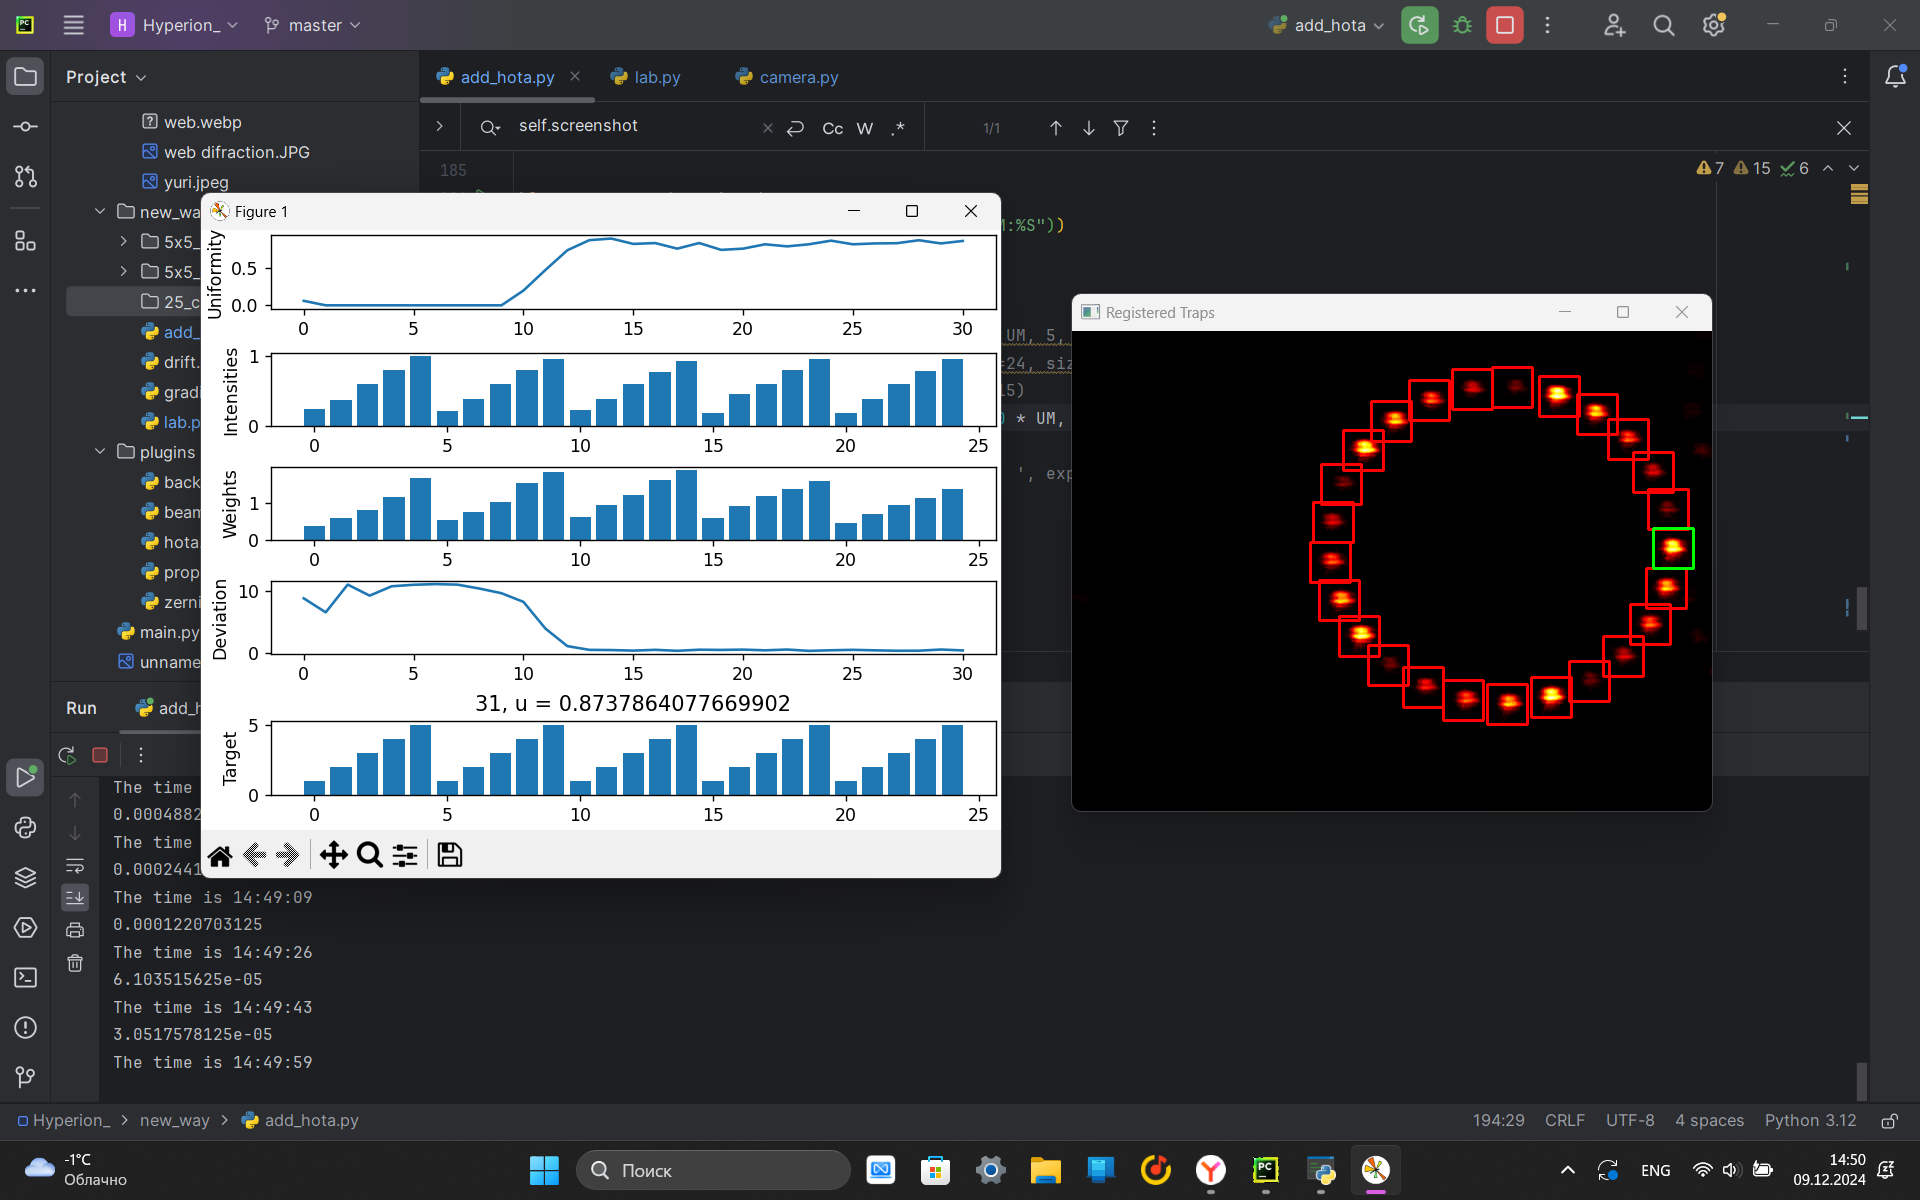 PC
H
Hyperion_
master
add_hota
Project
add_hota.py
lab.py
camera.py
web.webp
web difraction.JPG
yuri.jpeg
new_wa
5x5_
5x5_
25_c
add_
drift.
gradi
lab.p
plugins
back
beam
hota
prop
zerni
main.py
unname
self.screenshot
Cc W .*
1/1
185
7 15 6
:%S"))
UM, 5,
=24, siz
15)
* UM,
', exp
Figure 1
Uniformity
0.5
0.0
0 5 10 15 20 25 30
Intensities
1
0
0 5 10 15 20 25
Weights
1
0
0 5 10 15 20 25
Deviation
10
0
0 5 10 15 20 25 30
31, u = 0.8737864077669902
Target
5
0
0 5 10 15 20 25
Registered Traps
Run
add_h
The time
0.0004882
The time
0.0002441
The time is 14:49:09
0.0001220703125
The time is 14:49:26
6.103515625e-05
The time is 14:49:43
3.0517578125e-05
The time is 14:49:59
Hyperion_ > new_way > add_hota.py
194:29 CRLF UTF-8 4 spaces Python 3.12
-1°C
Облачно
Поиск
PC
ENG
14:50
09.12.2024